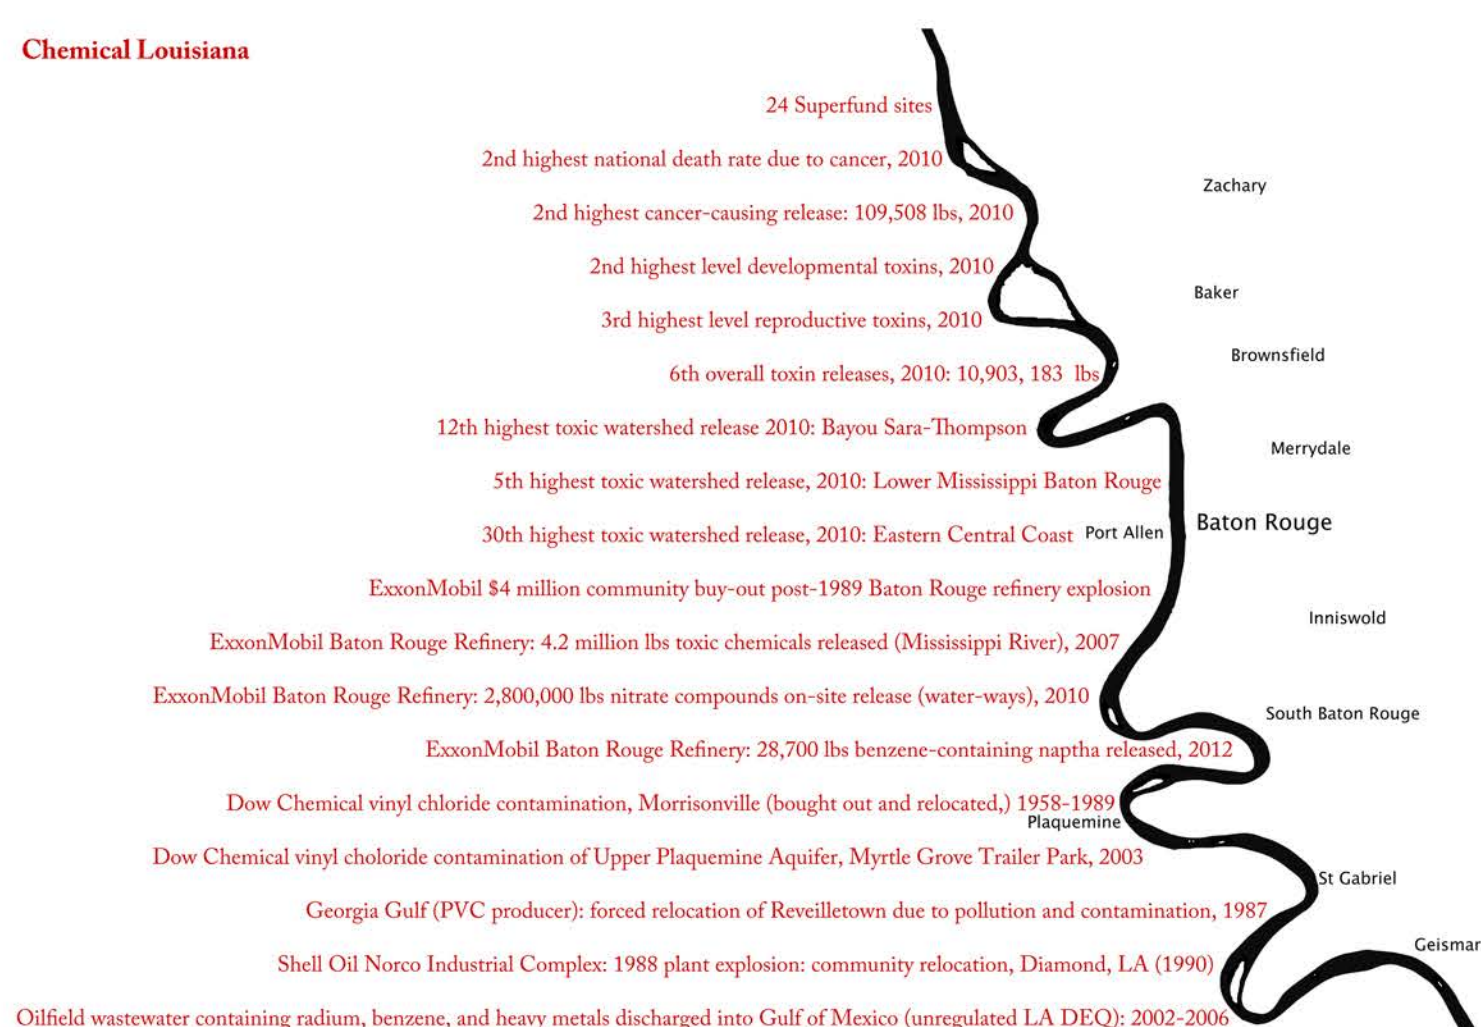 Chemical Louisiana
24 Superfund sites
2nd highest national death rate due to cancer, 2010
Zachary
2nd highest cancer-causing release: 109,508 lbs, 2010
2nd highest level developmental toxins, 2010
Baker
3rd highest level reproductive toxins, 2010
Brownsfield
6th overall toxin releases, 2010: 10,903, 183 lbs
12th highest toxic watershed release 2010: Bayou Sara-Thompson
Merrydale
5th highest toxic watershed release, 2010: Lower Mississippi Baton Rouge
Baton Rouge
30th highest toxic watershed release, 2010: Eastern Central Coast
Port Allen
ExxonMobil $4 million community buy-out post-1989 Baton Rouge refinery explosion
Inniswold
ExxonMobil Baton Rouge Refinery: 4.2 million lbs toxic chemicals released (Mississippi River), 2007
ExxonMobil Baton Rouge Refinery: 2,800,000 lbs nitrate compounds on-site release (water-ways), 2010
South Baton Rouge
ExxonMobil Baton Rouge Refinery: 28,700 lbs benzene-containing naptha released, 2012
Dow Chemical vinyl chloride contamination, Morrisonville (bought out and relocated,) 1958-1989
Plaquemine
Dow Chemical vinyl choloride contamination of Upper Plaquemine Aquifer, Myrtle Grove Trailer Park, 2003
St Gabriel
Georgia Gulf (PVC producer): forced relocation of Reveilletown due to pollution and contamination, 1987
Geismar
Shell Oil Norco Industrial Complex: 1988 plant explosion: community relocation, Diamond, LA (1990)
Oilfield wastewater containing radium, benzene, and heavy metals discharged into Gulf of Mexico (unregulated LA DEQ): 2002-2006